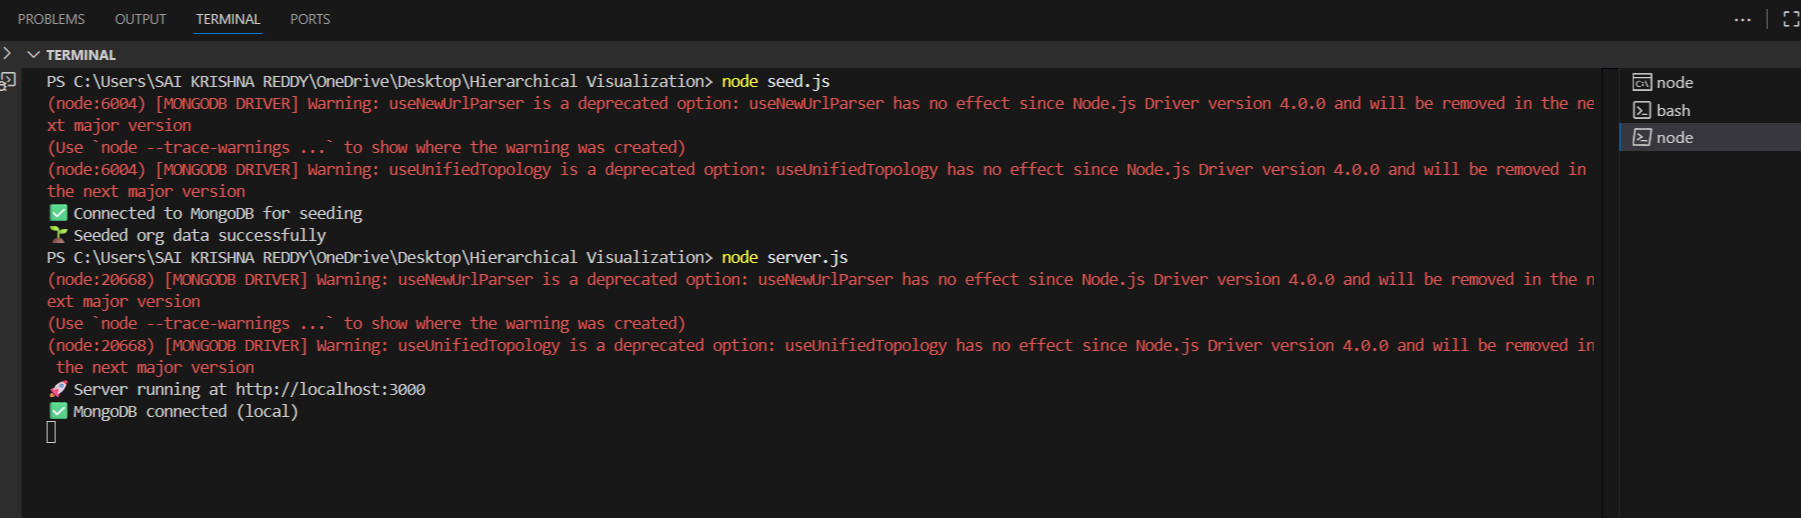 PROBLEMS OUTPUT TERMINAL PORTS
TERMINAL
PS C:\Users\SAI KRISHNA REDDY\OneDrive\Desktop\Hierarchical Visualization> node seed.js
(node:6004) [MONGODB DRIVER] Warning: useNewUrlParser is a deprecated option: useNewUrlParser has no effect since Node.js Driver version 4.0.0 and will be removed in the ne
xt major version
(Use `node --trace-warnings ...` to show where the warning was created)
(node:6004) [MONGODB DRIVER] Warning: useUnifiedTopology is a deprecated option: useUnifiedTopology has no effect since Node.js Driver version 4.0.0 and will be removed in
the next major version
✅ Connected to MongoDB for seeding
🌱 Seeded org data successfully
PS C:\Users\SAI KRISHNA REDDY\OneDrive\Desktop\Hierarchical Visualization> node server.js
(node:20668) [MONGODB DRIVER] Warning: useNewUrlParser is a deprecated option: useNewUrlParser has no effect since Node.js Driver version 4.0.0 and will be removed in the n
ext major version
(Use `node --trace-warnings ...` to show where the warning was created)
(node:20668) [MONGODB DRIVER] Warning: useUnifiedTopology is a deprecated option: useUnifiedTopology has no effect since Node.js Driver version 4.0.0 and will be removed in
the next major version
🚀 Server running at http://localhost:3000
✅ MongoDB connected (local)
node
bash
node